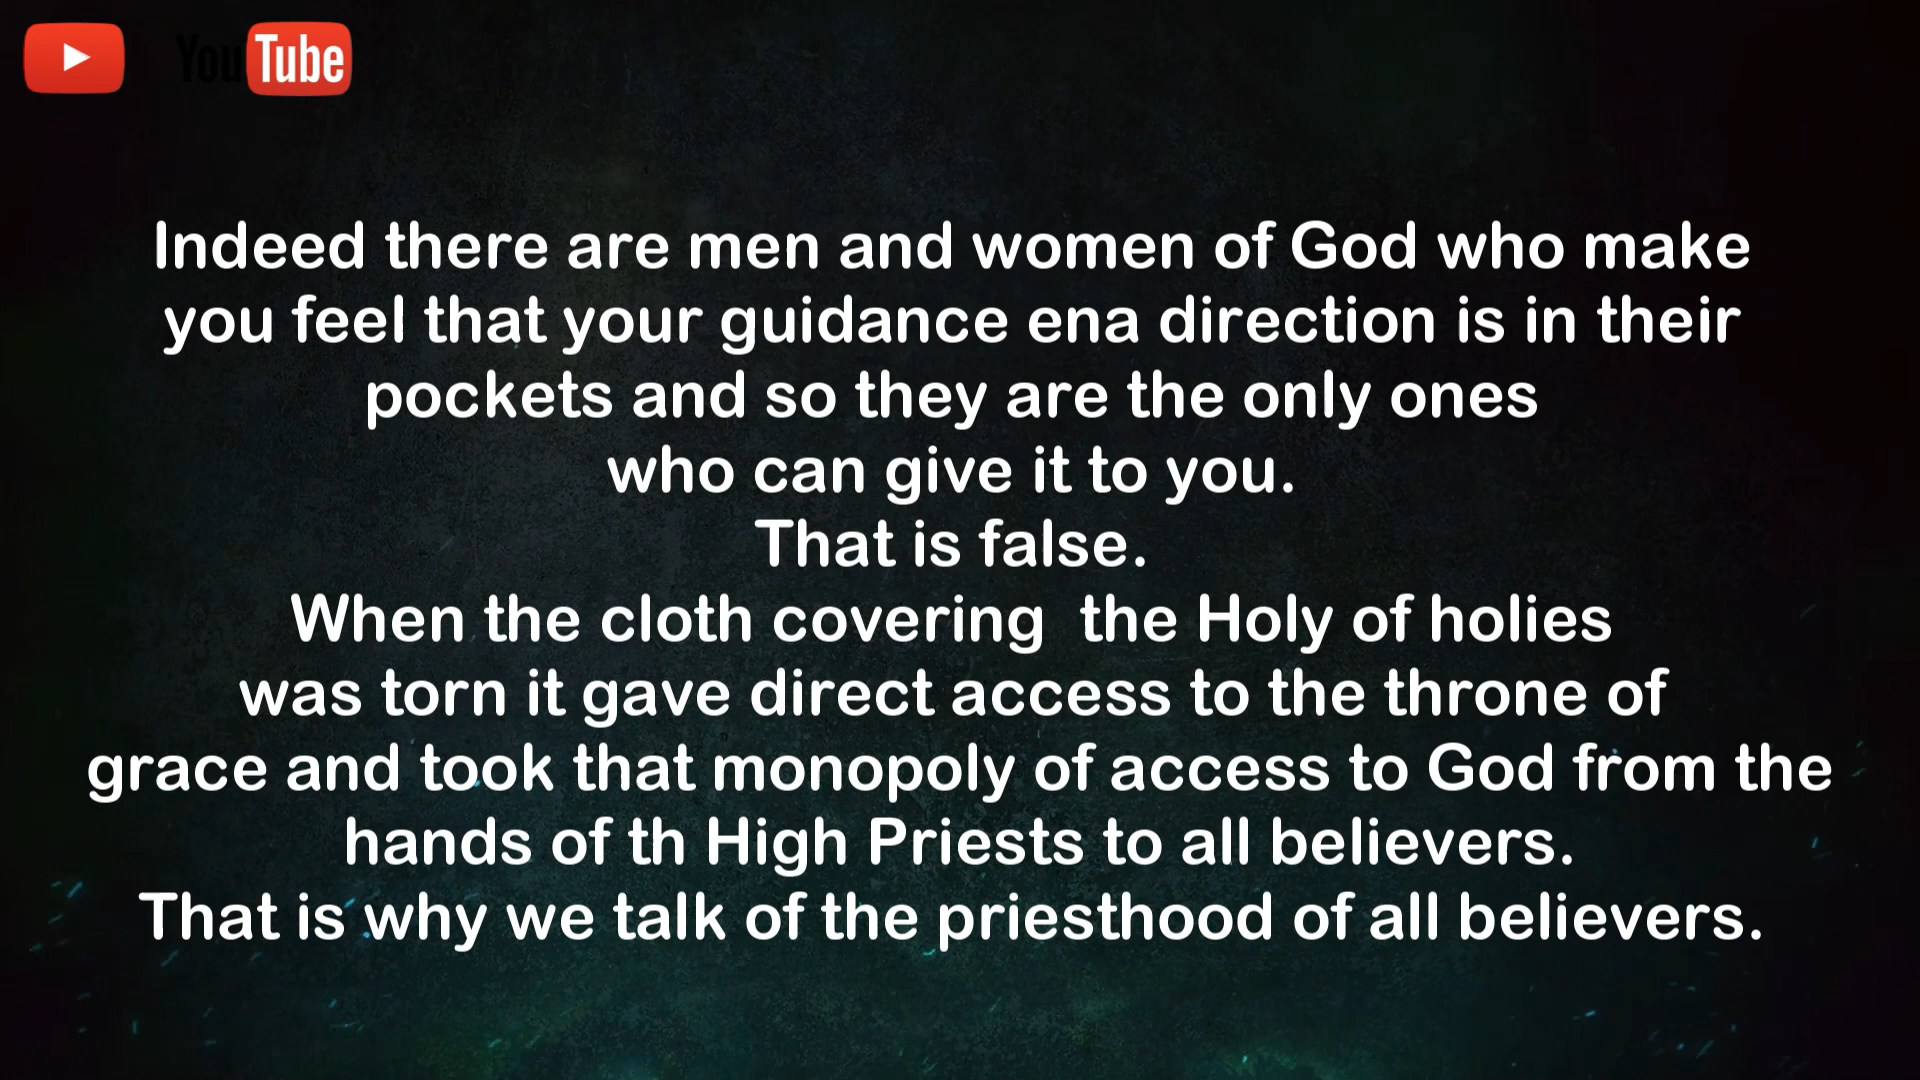 YouTube
Indeed there are men and women of God who make
you feel that your guidance ena direction is in their
pockets and so they are the only ones
who can give it to you.
That is false.
When the cloth covering  the Holy of holies
was torn it gave direct access to the throne of
grace and took that monopoly of access to God from the
hands of th High Priests to all believers.
That is why we talk of the priesthood of all believers.